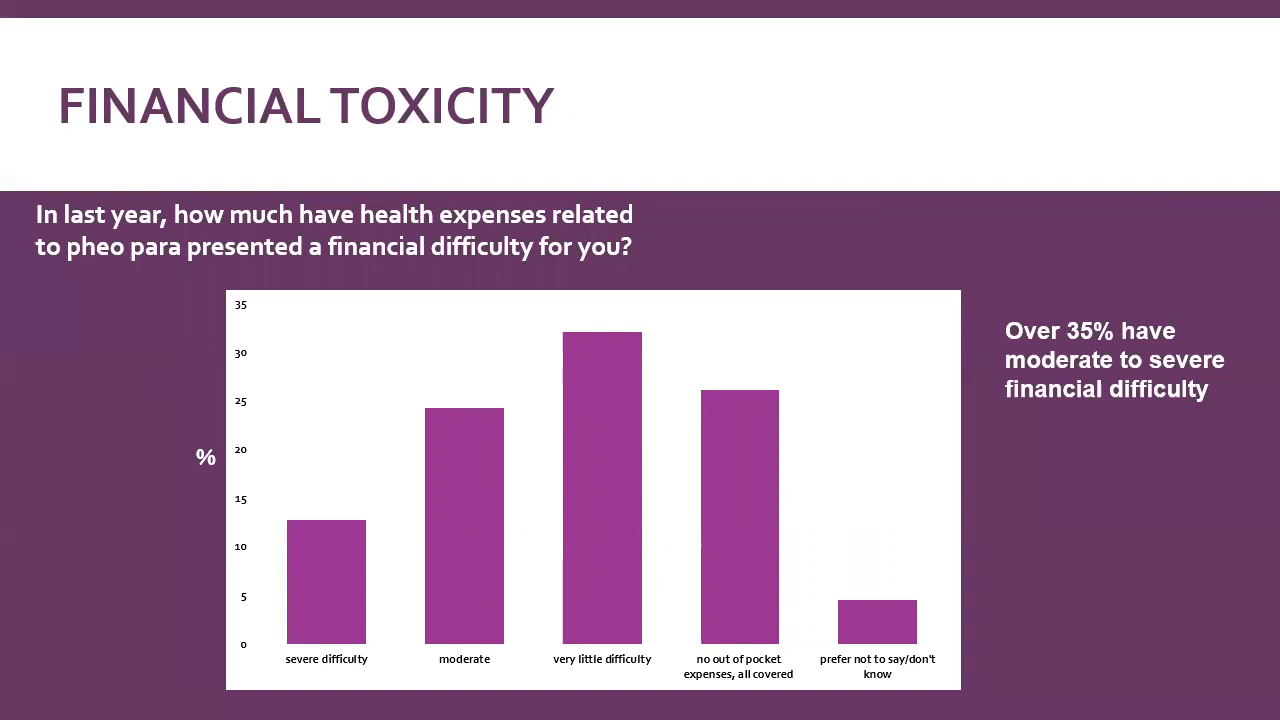 FINANCIAL TOXICITY
In last year, how much have health expenses related
to pheo para presented a financial difficulty for you?
35
30
25
20
15
10
5
0
%
severe difficulty
moderate
very little difficulty
no out of pocket
expenses, all covered
prefer not to say/don't
know
Over 35% have
moderate to severe
financial difficulty